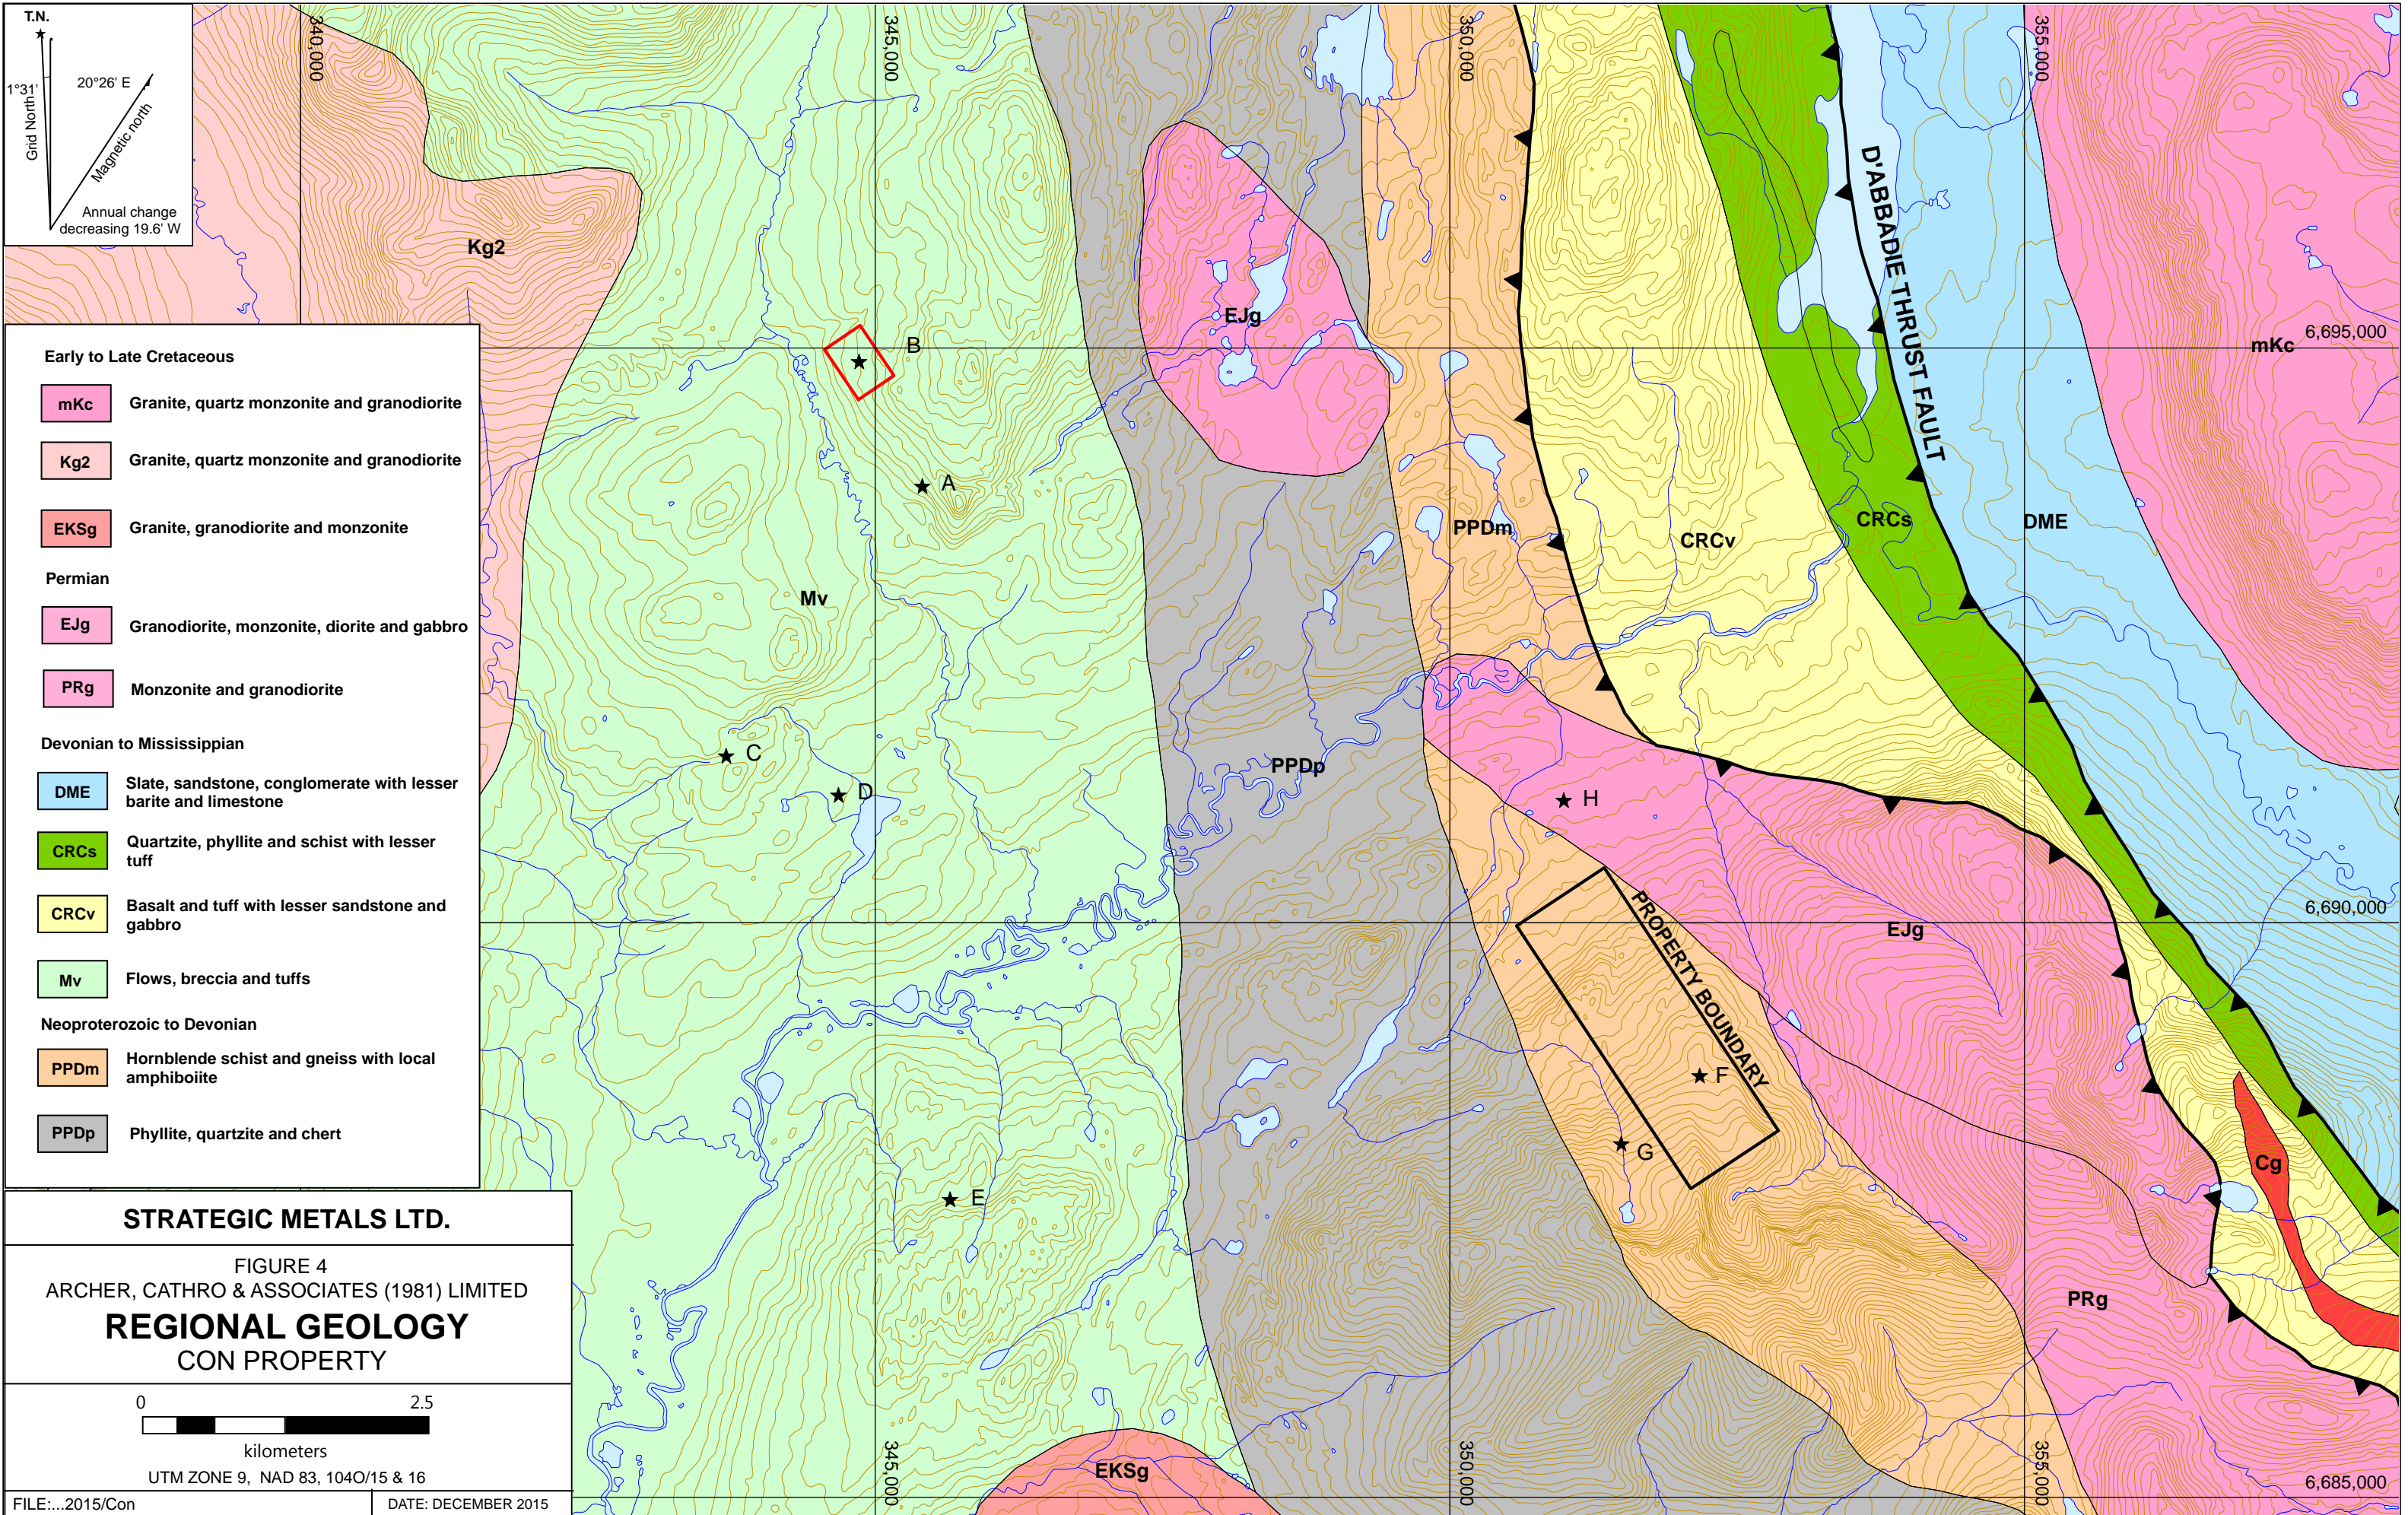 T.N.
1°31'
20°26' E
Grid North
Magnetic north
Annual change
decreasing 19.6' W
340,000
345,000
350,000
355,000
Kg2
EJg
B
A
Mv
C
D
E
PPDp
PPDm
CRCv
CRCs
DME
mKc
D'ABBADIE THRUST FAULT
6,695,000
H
PROPERTY BOUNDARY
EJg
6,690,000
F
G
Cg
PRg
EKSg
345,000
350,000
355,000
6,685,000
Early to Late Cretaceous
mKc Granite, quartz monzonite and granodiorite
Kg2 Granite, quartz monzonite and granodiorite
EKSg Granite, granodiorite and monzonite
Permian
EJg Granodiorite, monzonite, diorite and gabbro
PRg Monzonite and granodiorite
Devonian to Mississippian
DME Slate, sandstone, conglomerate with lesser
barite and limestone
CRCs Quartzite, phyllite and schist with lesser
tuff
CRCv Basalt and tuff with lesser sandstone and
gabbro
Mv Flows, breccia and tuffs
Neoproterozoic to Devonian
PPDm Hornblende schist and gneiss with local
amphiboiite
PPDp Phyllite, quartzite and chert
STRATEGIC METALS LTD.
FIGURE 4
ARCHER, CATHRO & ASSOCIATES (1981) LIMITED
REGIONAL GEOLOGY
CON PROPERTY
0 2.5
kilometers
UTM ZONE 9, NAD 83, 104O/15 & 16
FILE:...2015/Con
DATE: DECEMBER 2015